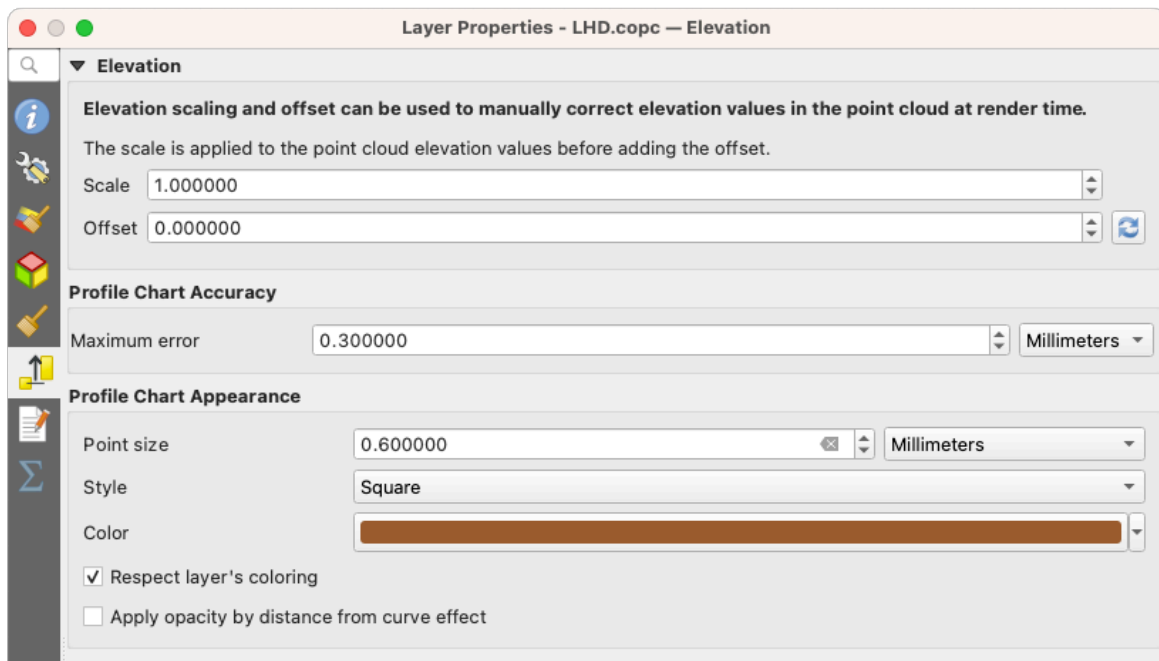 Layer Properties - LHD.copc — Elevation
Elevation
Elevation scaling and offset can be used to manually correct elevation values in the point cloud at render time.
The scale is applied to the point cloud elevation values before adding the offset.
Scale 1.000000
Offset 0.000000
Profile Chart Accuracy
Maximum error 0.300000 Millimeters
Profile Chart Appearance
Point size 0.600000 Millimeters
Style Square
Color
Respect layer's coloring
Apply opacity by distance from curve effect